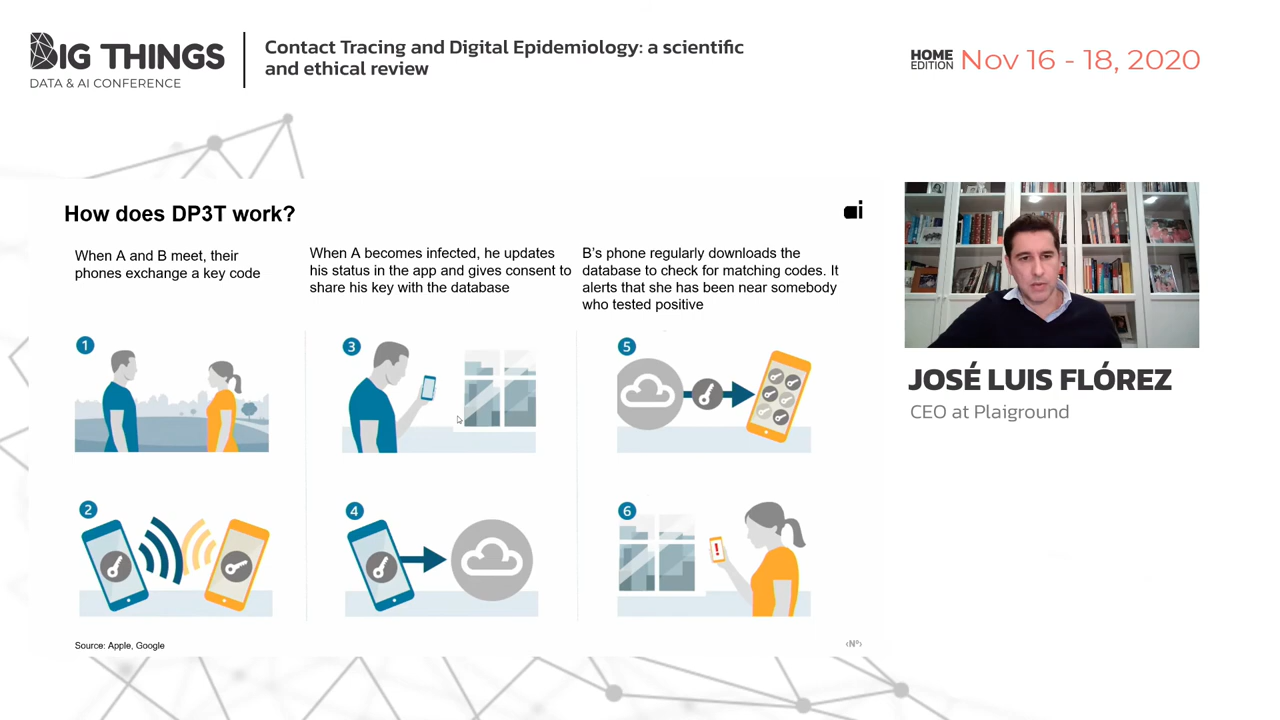 BIG THINGS
DATA & AI CONFERENCE
Contact Tracing and Digital Epidemiology: a scientific
and ethical review
HOME
EDITION
Nov 16 - 18, 2020
How does DP3T work?
ai
When A and B meet, their
phones exchange a key code
When A becomes infected, he updates
his status in the app and gives consent to
share his key with the database
B’s phone regularly downloads the
database to check for matching codes. It
alerts that she has been near somebody
who tested positive
1
3
5
2
4
6
!
Source: Apple, Google
‹Nº›
JOSÉ LUIS FLÓREZ
CEO at Plaiground